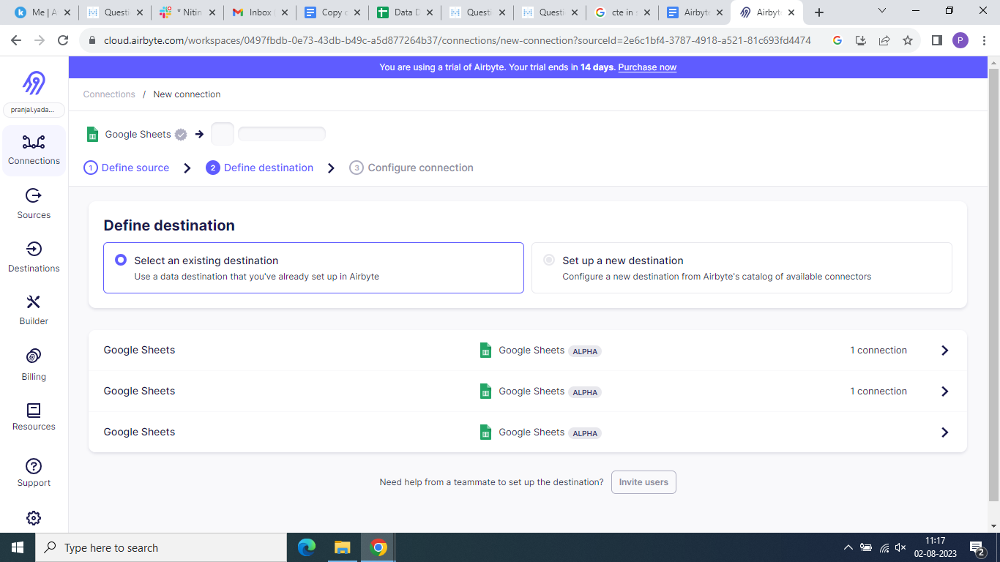 Me | A
Questi
* Nitin
Inbox
Copy c
Data D
Questi
Questi
cte in s
Airbyte
Airbyt
cloud.airbyte.com/workspaces/0497fbdb-0e73-43db-b49c-a5d877264b37/connections/new-connection?sourceId=2e6c1bf4-3787-4918-a521-81c693fd4474
P
You are using a trial of Airbyte. Your trial ends in 14 days. Purchase now
pranjal.yada...
Connections
Sources
Destinations
Builder
Billing
Resources
Support
Connections / New connection
Google Sheets
1 Define source
2 Define destination
3 Configure connection
Define destination
Select an existing destination
Use a data destination that you've already set up in Airbyte
Set up a new destination
Configure a new destination from Airbyte's catalog of available connectors
Google Sheets Google Sheets ALPHA 1 connection
Google Sheets Google Sheets ALPHA 1 connection
Google Sheets Google Sheets ALPHA
Need help from a teammate to set up the destination? Invite users
Type here to search
11:17
02-08-2023
2